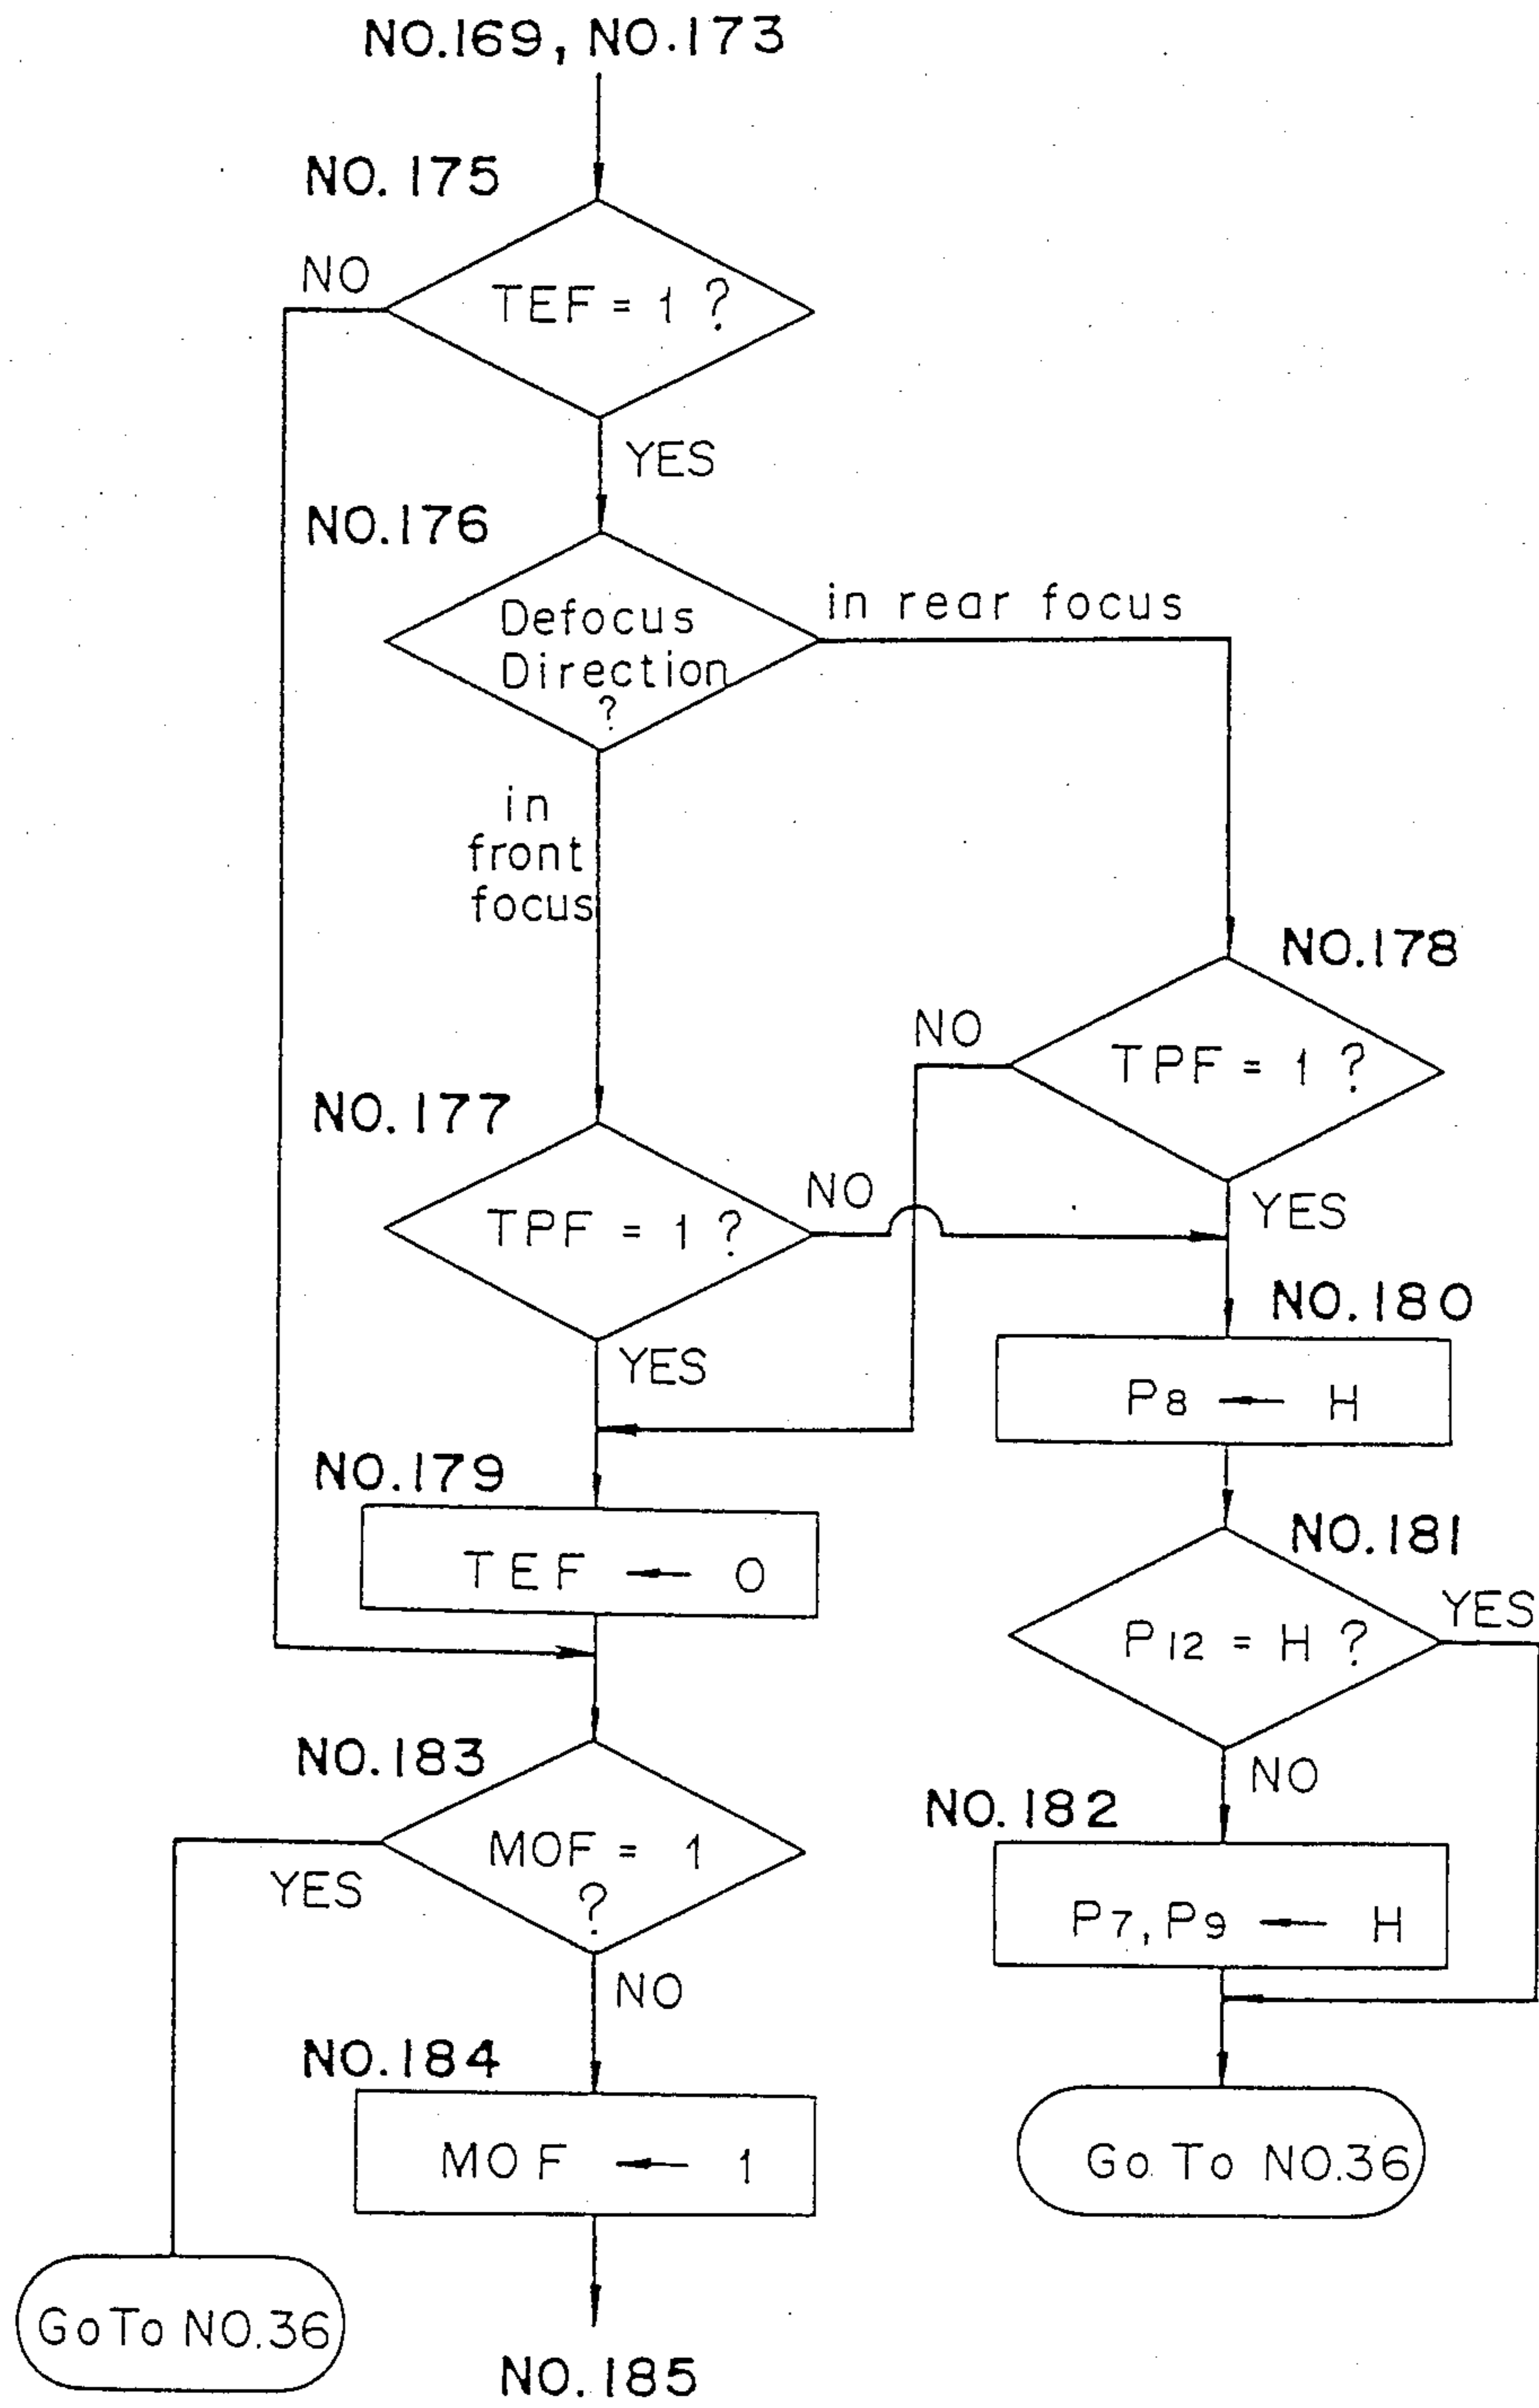 NO.169, NO.173
NO. 175
NO
TEF = 1 ?
YES
NO.176
Defocus
Direction
?
in rear focus
in
front
focus
NO.178
NO
TPF = 1 ?
YES
NO. 177
TPF = 1 ?
NO
YES
NO. 180
P8 ← H
NO.179
TEF ← 0
NO.181
P12 = H ?
YES
NO
NO. 182
P7, P9 ← H
Go To NO.36
NO.183
MOF = 1
?
YES
NO
NO.184
MOF ← 1
GoTo NO.36
NO.185